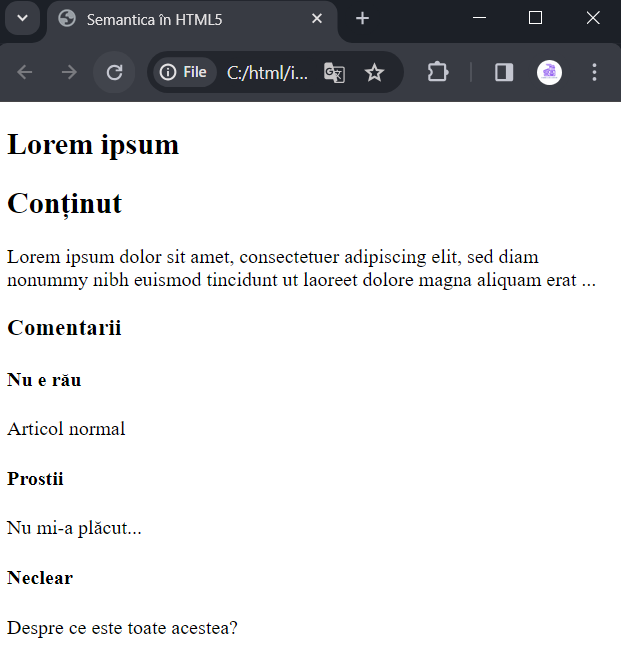 Semantica în HTML5
File C:/html/i...
Lorem ipsum
Conținut
Lorem ipsum dolor sit amet, consectetuer adipiscing elit, sed diam
nonummy nibh euismod tincidunt ut laoreet dolore magna aliquam erat ...
Comentarii
Nu e rău
Articol normal
Prostii
Nu mi-a plăcut...
Neclear
Despre ce este toate acestea?